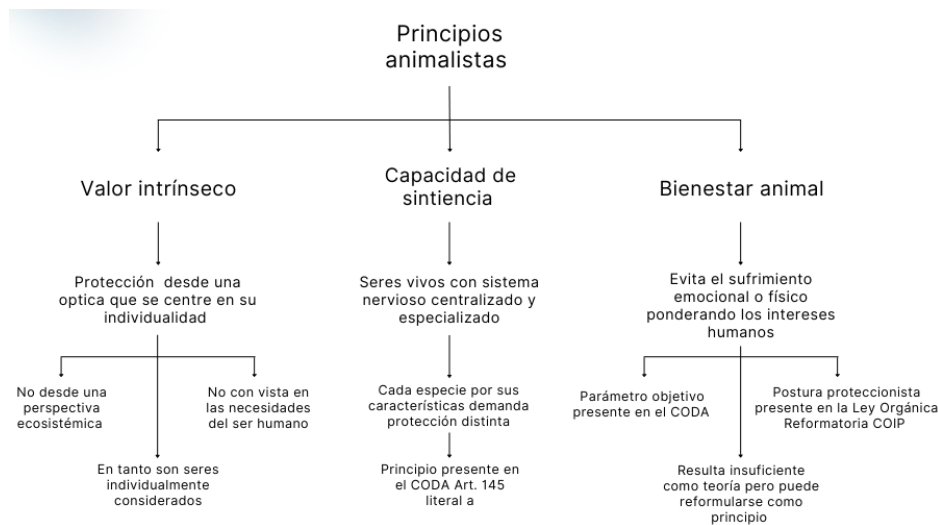 Principios
animalistas
Valor intrínseco
Capacidad de
sintiencia
Bienestar animal
Protección desde una
optica que se centre en su
individualidad
Seres vivos con sistema
nervioso centralizado y
especializado
Evita el sufrimiento
emocional o físico
ponderando los intereses
humanos
No desde una
perspectiva
ecosistémica
No con vista en
las necesidades
del ser humano
En tanto son seres
individualmente
considerados
Cada especie por sus
características demanda
protección distinta
Principio presente en
el CODA Art. 145
literal a
Parámetro objetivo
presente en el CODA
Postura proteccionista
presente en la Ley Orgánica
Reformatoria COIP
Resulta insuficiente
como teoría pero puede
reformularse como
principio